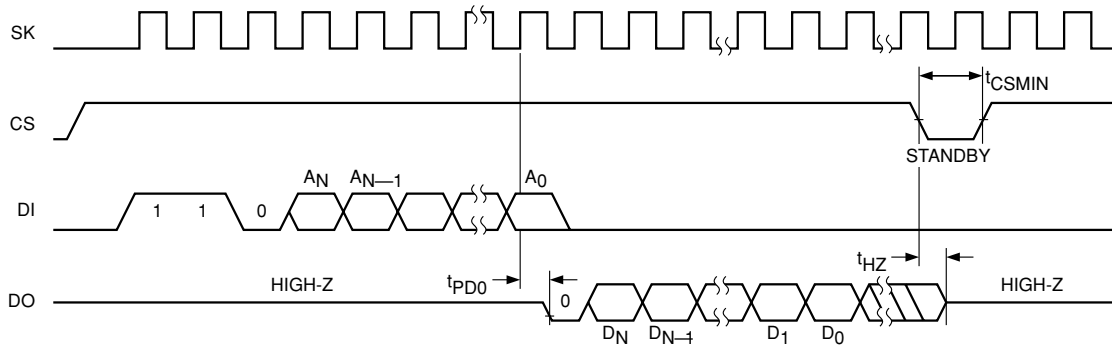 SK
CS
tCSMIN
STANDBY
DI
1 1 0 AN AN—1 A0
DO
HIGH-Z
tPD0
0
DN DN—1 D1 D0
tHZ
HIGH-Z